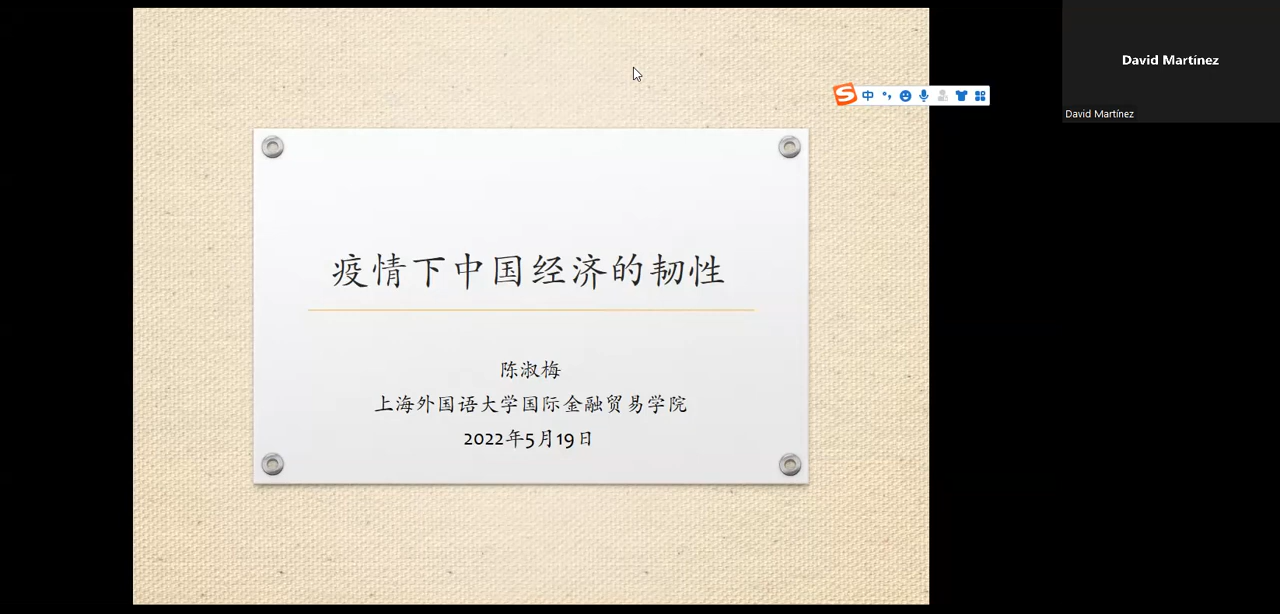 David Martínez
中
David Martínez
疫情下中国经济的韧性
陈淑梅
上海外国语大学国际金融贸易学院
2022年5月19日